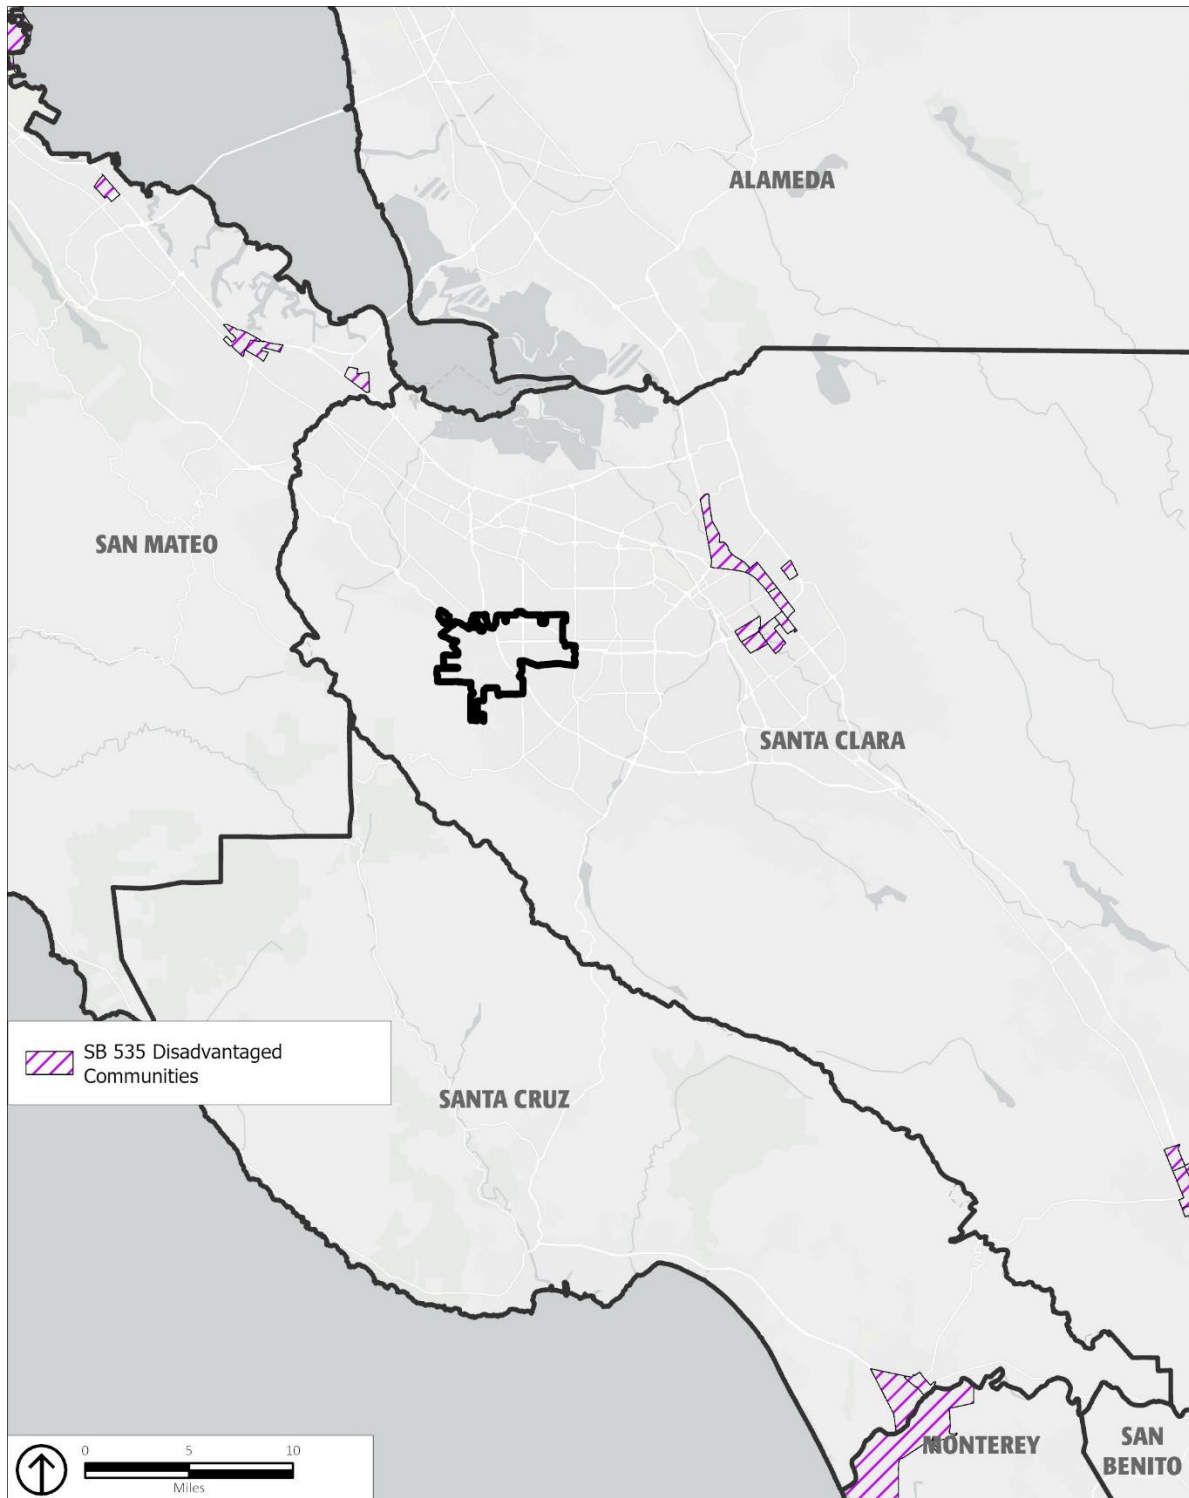 ALAMEDA
SAN MATEO
SANTA CLARA
SB 535 Disadvantaged
Communities
SANTA CRUZ
0 5 10
Miles
MONTEREY
SAN
BENITO